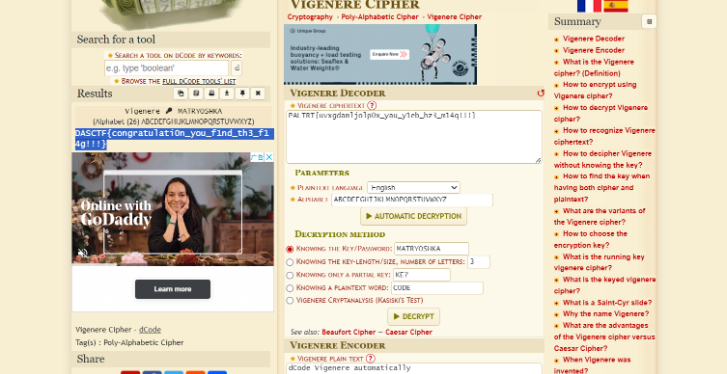 VIGENERE CIPHER
Cryptography › Poly-Alphabetic Cipher › Vigenere Cipher
Unique Group
Industry-leading
buoyancy + load testing
solutions: Seaflex &
Water Weights®
Enquire Now
Search for a tool
★ SEARCH A TOOL ON DCODE BY KEYWORDS:
e.g. type 'boolean'
★ BROWSE THE FULL DCODE TOOLS' LIST
Results
Vigenere MATRYOSHKA
(Alphabet (26) ABCDEFGHIJKLMNOPQRSTUVWXYZ)
DASCTF{congratulati0n_you_f1nd_th3_fl
4g!!!}
Online with
GoDaddy
Learn more
Vigenere Cipher - dCode
Tag(s) : Poly-Alphabetic Cipher
Share
VIGENERE DECODER
★ VIGENERE CIPHERTEXT ?
PALTRT{uvxgdamljolp0x_yau_y1rb_hz3_m14q!!!}
PARAMETERS
★ PLAINTEXT LANGUAGE English
★ ALPHABET ABCDEFGHIJKLMNOPQRSTUVWXYZ
▶ AUTOMATIC DECRYPTION
DECRYPTION METHOD
KNOWING THE KEY/PASSWORD: MATRYOSHKA
KNOWING THE KEY-LENGTH/SIZE, NUMBER OF LETTERS: 3
KNOWING ONLY A PARTIAL KEY: KE?
KNOWING A PLAINTEXT WORD: CODE
VIGENERE CRYPTANALYSIS (KASISKI'S TEST)
▶ DECRYPT
See also: Beaufort Cipher – Caesar Cipher
VIGENERE ENCODER
★ VIGENERE PLAIN TEXT ?
dCode Vigenere automatically
Summary
★ Vigenere Decoder
★ Vigenere Encoder
★ What is the Vigenere
cipher? (Definition)
★ How to encrypt using
Vigenere cipher?
★ How to decrypt Vigenere
cipher?
★ How to recognize Vigenere
ciphertext?
★ How to decipher Vigenere
without knowing the key?
★ How to find the key when
having both cipher and
plaintext?
★ What are the variants of
the Vigenere cipher?
★ How to choose the
encryption key?
★ What is the running key
vigenere cipher?
★ What is the keyed vigenere
cipher?
★ What is a Saint-Cyr slide?
★ Why the name Vigenere?
★ What are the advantages
of the Vigenere cipher versus
Caesar Cipher?
★ When Vigenere was
invented?